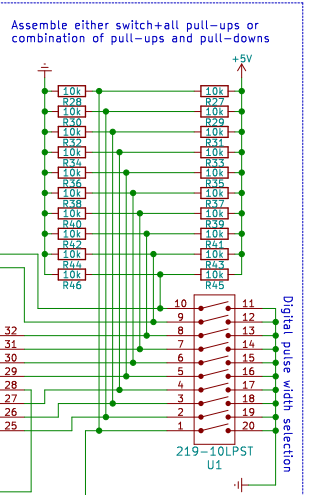 Assemble either switch+all pull-ups or
combination of pull-ups and pull-downs
+5V
10k 10k
R28 R27
10k 10k
R30 R29
10k 10k
R32 R31
10k 10k
R34 R33
10k 10k
R36 R35
10k 10k
R38 R37
10k 10k
R40 R39
10k 10k
R42 R41
10k 10k
R44 R43
10k 10k
R46 R45
10 11
9 12
32 8 13
31 7 14
30 6 15
29 5 16
28 4 17
27 3 18
26 2 19
25 1 20
Digital pulse width selection
219-10LPST
U1